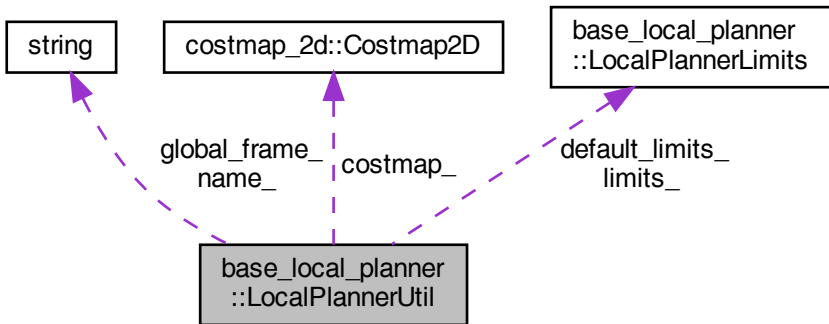 string
costmap_2d::Costmap2D
base_local_planner
::LocalPlannerLimits
global_frame_
name_
costmap_
default_limits_
limits_
base_local_planner
::LocalPlannerUtil